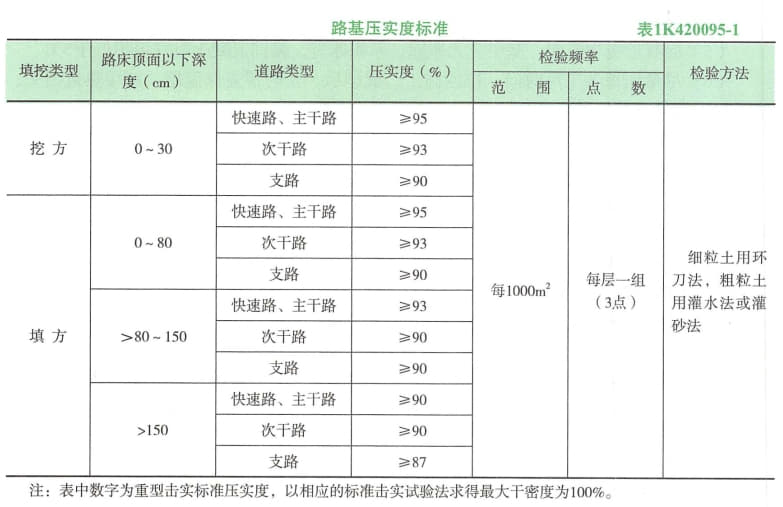 路基压实度标准 表1K420095-1
填挖类型 路床顶面以下深度(cm) 道路类型 压实度(%) 检验频率 检验方法
范 围 点 数
挖 方 0~30 快速路、主干路 ≥95 每1000m² 每层一组(3点) 细粒土用环刀法，粗粒土用灌水法或灌砂法
次干路 ≥93
支路 ≥90
填 方 0~80 快速路、主干路 ≥95
次干路 ≥93
支路 ≥90
>80~150 快速路、主干路 ≥93
次干路 ≥90
支路 ≥90
>150 快速路、主干路 ≥90
次干路 ≥90
支路 ≥87
注：表中数字为重型击实标准压实度，以相应的标准击实试验法求得最大干密度为100%。